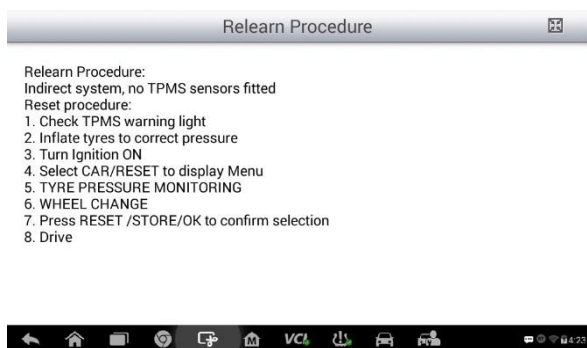 Relearn Procedure
Relearn Procedure:
Indirect system, no TPMS sensors fitted
Reset procedure:
1. Check TPMS warning light
2. Inflate tyres to correct pressure
3. Turn Ignition ON
4. Select CAR/RESET to display Menu
5. TYRE PRESSURE MONITORING
6. WHEEL CHANGE
7. Press RESET /STORE/OK to confirm selection
8. Drive
M VCI 4:23